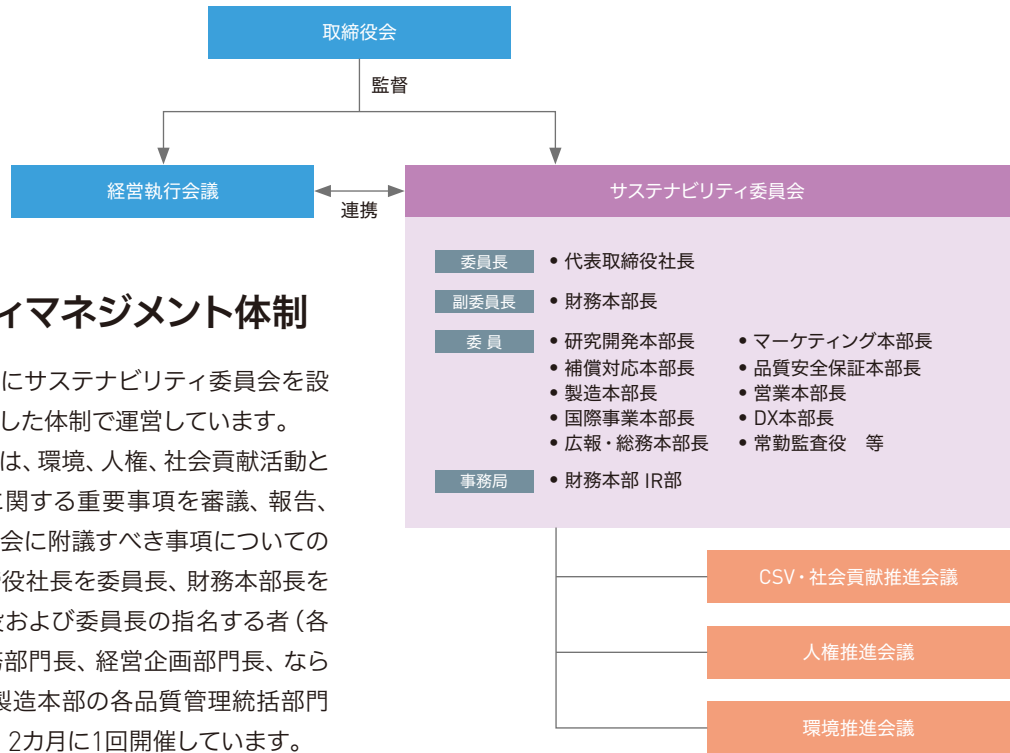 取締役会
監督
経営執行会議
連携
サステナビリティ委員会
委員長
• 代表取締役社長
副委員長
• 財務本部長
委 員
• 研究開発本部長
• 補償対応本部長
• 製造本部長
• 国際事業本部長
• 広報・総務本部長
• マーケティング本部長
• 品質安全保証本部長
• 営業本部長
• DX本部長
• 常勤監査役 等
事務局
• 財務本部 IR部
CSV・社会貢献推進会議
人権推進会議
環境推進会議
ィマネジメント体制
にサステナビリティ委員会を設
した体制で運営しています。
は、環境、人権、社会貢献活動と
に関する重要事項を審議、報告、
会に附議すべき事項についての
役社長を委員長、財務本部長を
および委員長の指名する者（各
部門長、経営企画部門長、なら
製造本部の各品質管理統括部門
2カ月に1回開催しています。